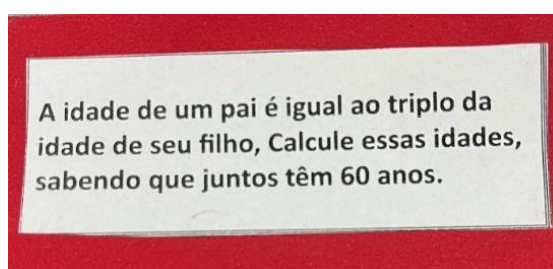 A idade de um pai é igual ao triplo da
idade de seu filho, Calcule essas idades,
sabendo que juntos têm 60 anos.